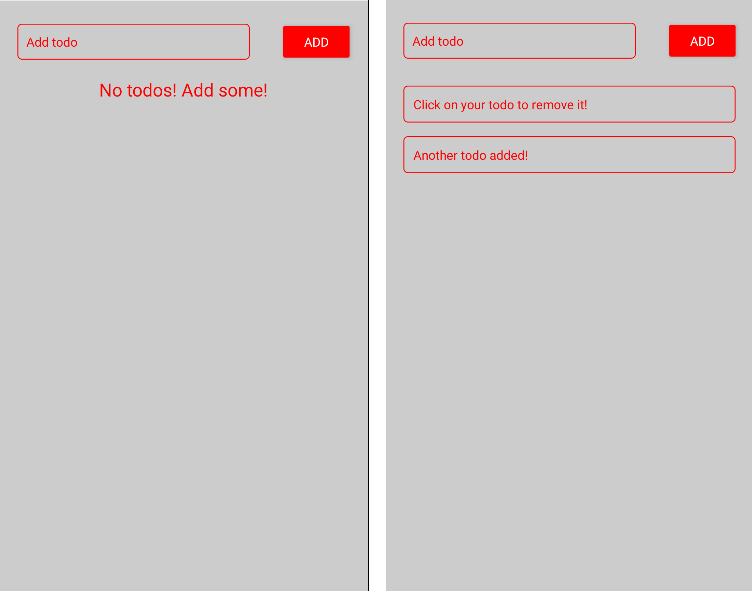 Add todo
ADD
No todos! Add some!
Add todo
ADD
Click on your todo to remove it!
Another todo added!